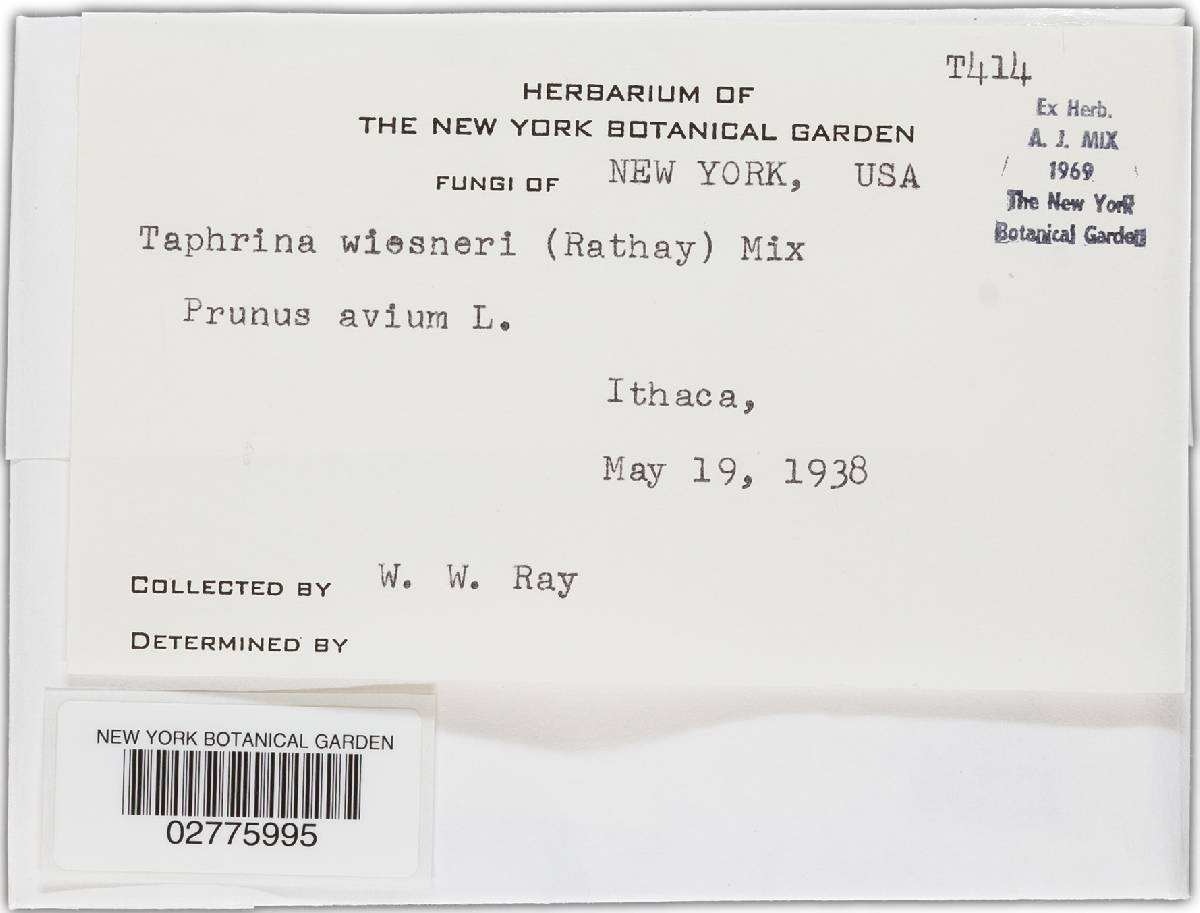 T414
HERBARIUM OF
THE NEW YORK BOTANICAL GARDEN
FUNGI OF NEW YORK, USA
Ex Herb.
A. J. MIX
1969
The New York
Botanical Garden
Taphrina wiesneri (Rathay) Mix
Prunus avium L.
Ithaca,
May 19, 1938
COLLECTED BY W. W. Ray
DETERMINED BY
NEW YORK BOTANICAL GARDEN
02775995